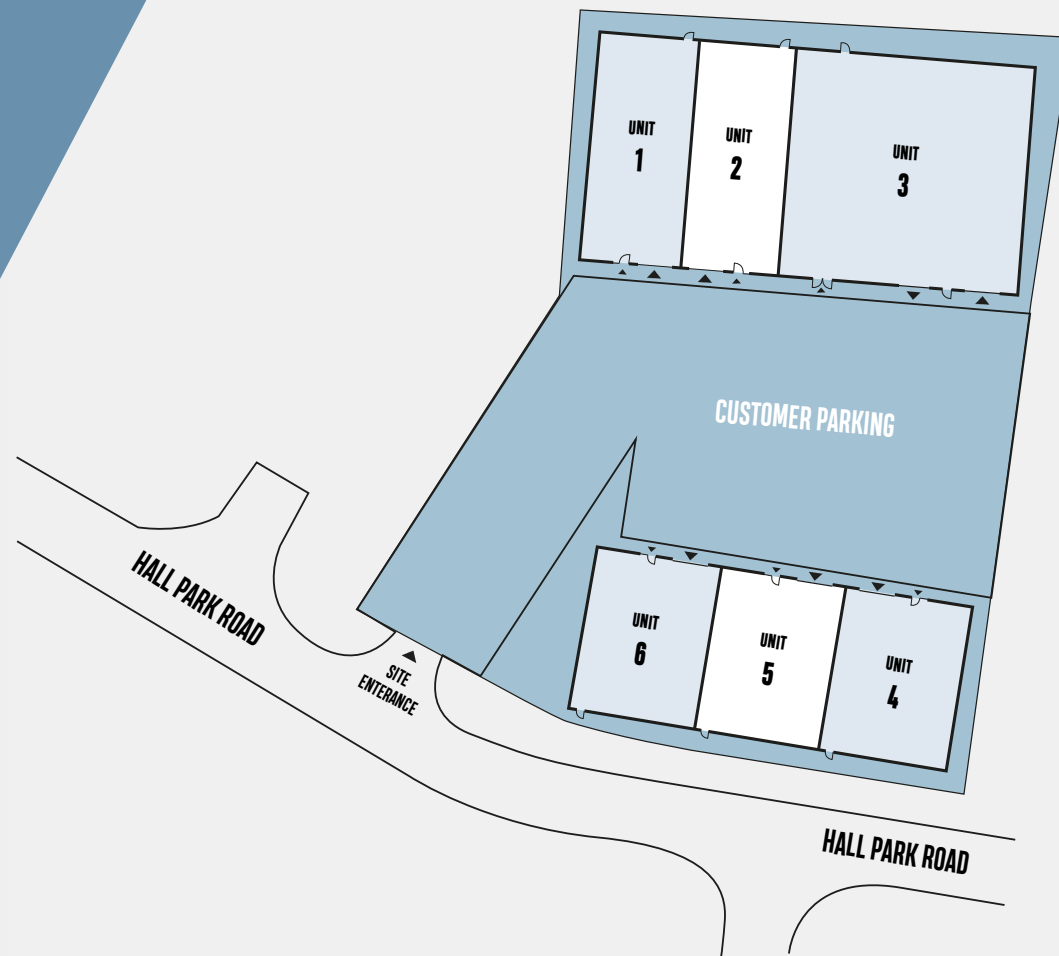 UNIT
1
UNIT
2
UNIT
3
CUSTOMER PARKING
HALL PARK ROAD
SITE
ENTERANCE
UNIT
6
UNIT
5
UNIT
4
HALL PARK ROAD